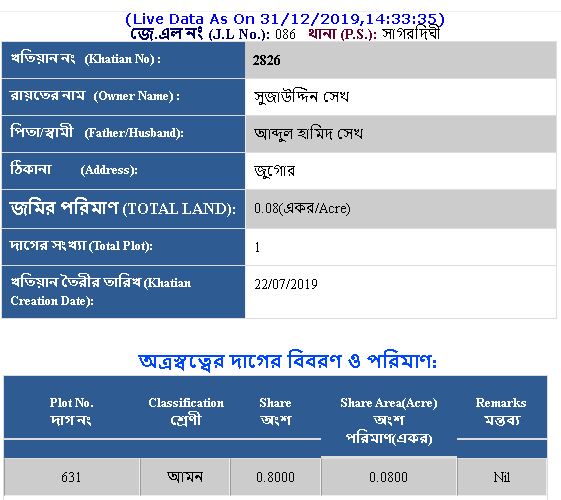 (Live Data As On 31/12/2019,14:33:35)
জে.এল নং (J.L No.): 086 থানা (P.S.): সাগরদিঘী
খতিয়ান নং (Khatian No) : 2826
রায়তের নাম (Owner Name) : সুজাউদ্দিন সেখ
পিতা/স্বামী (Father/Husband): আব্দুল হামিদ সেখ
ঠিকানা (Address): জুগোর
জমির পরিমাণ (TOTAL LAND): 0.08(একর/Acre)
দাগের সংখ্যা (Total Plot): 1
খতিয়ান তৈরীর তারিখ (Khatian
Creation Date): 22/07/2019
অত্রস্বত্বের দাগের বিবরণ ও পরিমাণ:
Plot No. Classification Share Share Area(Acre) Remarks
দাগ নং শ্রেণী অংশ অংশ মন্তব্য
পরিমাণ(একর)
631 আমন 0.8000 0.0800 Nil